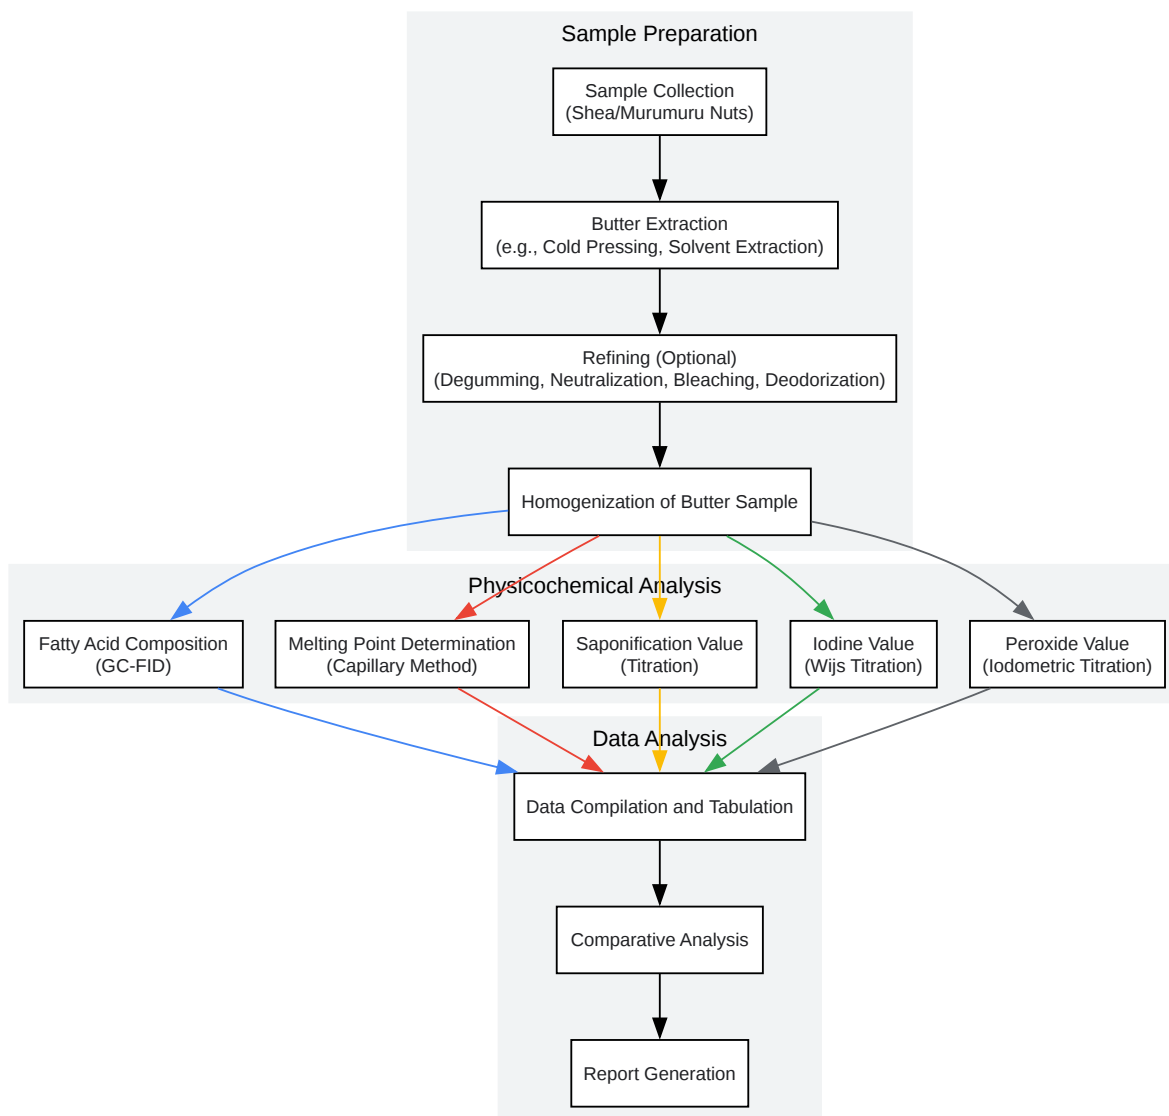 Sample Preparation
Sample Collection
(Shea/Murumuru Nuts)
Butter Extraction
(e.g., Cold Pressing, Solvent Extraction)
Refining (Optional)
(Degumming, Neutralization, Bleaching, Deodorization)
Homogenization of Butter Sample
Physicochemical Analysis
Fatty Acid Composition
(GC-FID)
Melting Point Determination
(Capillary Method)
Saponification Value
(Titration)
Iodine Value
(Wijs Titration)
Peroxide Value
(Iodometric Titration)
Data Analysis
Data Compilation and Tabulation
Comparative Analysis
Report Generation